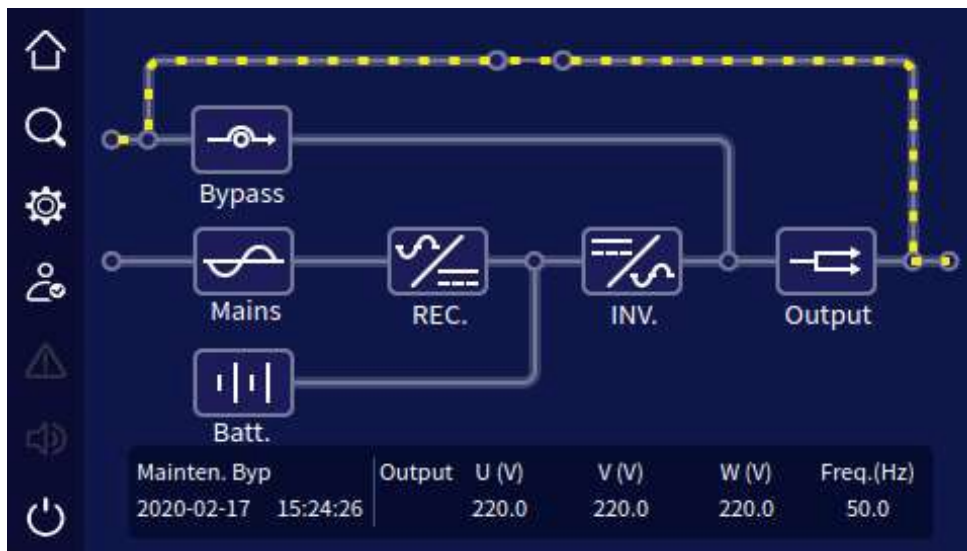 Bypass
Mains
REC.
INV.
Output
Batt.
Mainten. Byp
2020-02-17 15:24:26
Output U (V) V (V) W (V) Freq.(Hz)
220.0 220.0 220.0 50.0